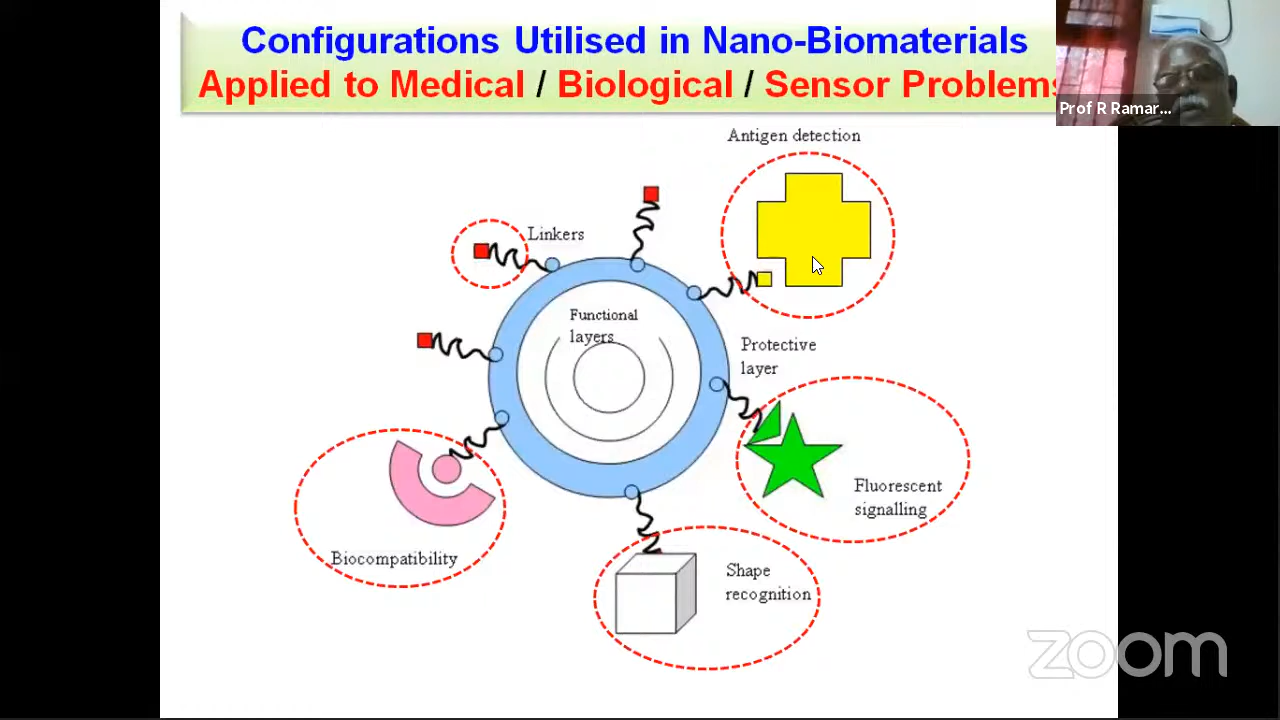 Configurations Utilised in Nano-Biomaterials
Applied to Medical / Biological / Sensor Problems
Prof R Ramar...
Antigen detection
Linkers
Functional
layers
Protective
layer
Fluorescent
signalling
Biocompatibility
Shape
recognition
zoom